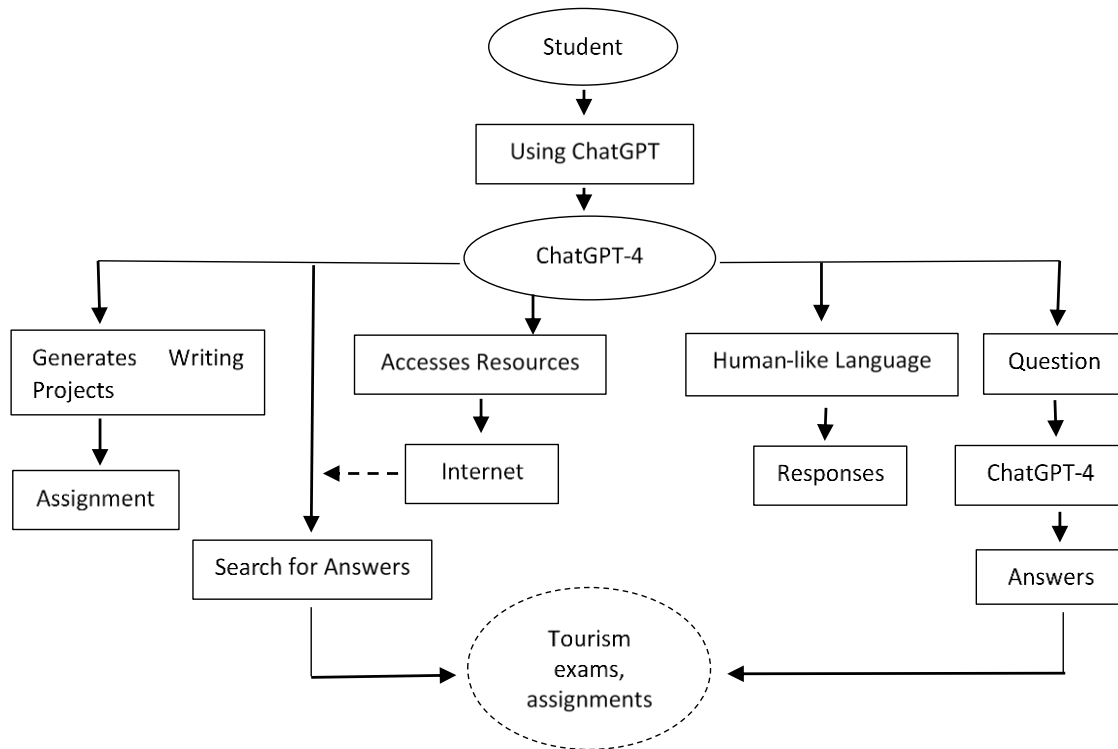 Student
Using ChatGPT
ChatGPT-4
Generates Writing
Projects
Accesses Resources
Human-like Language
Question
Assignment
Internet
Responses
ChatGPT-4
Search for Answers
Answers
Tourism
exams,
assignments